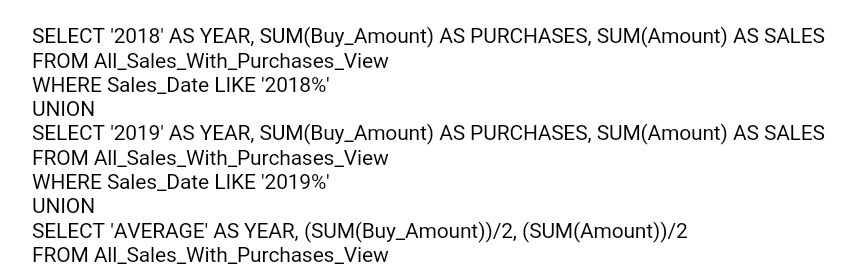 SELECT '2018' AS YEAR, SUM(Buy_Amount) AS PURCHASES, SUM(Amount) AS SALES
FROM All_Sales_With_Purchases_View
WHERE Sales_Date LIKE '2018%'
UNION
SELECT '2019' AS YEAR, SUM(Buy_Amount) AS PURCHASES, SUM(Amount) AS SALES
FROM All_Sales_With_Purchases_View
WHERE Sales_Date LIKE '2019%'
UNION
SELECT 'AVERAGE' AS YEAR, (SUM(Buy_Amount))/2, (SUM(Amount))/2
FROM All_Sales_With_Purchases_View